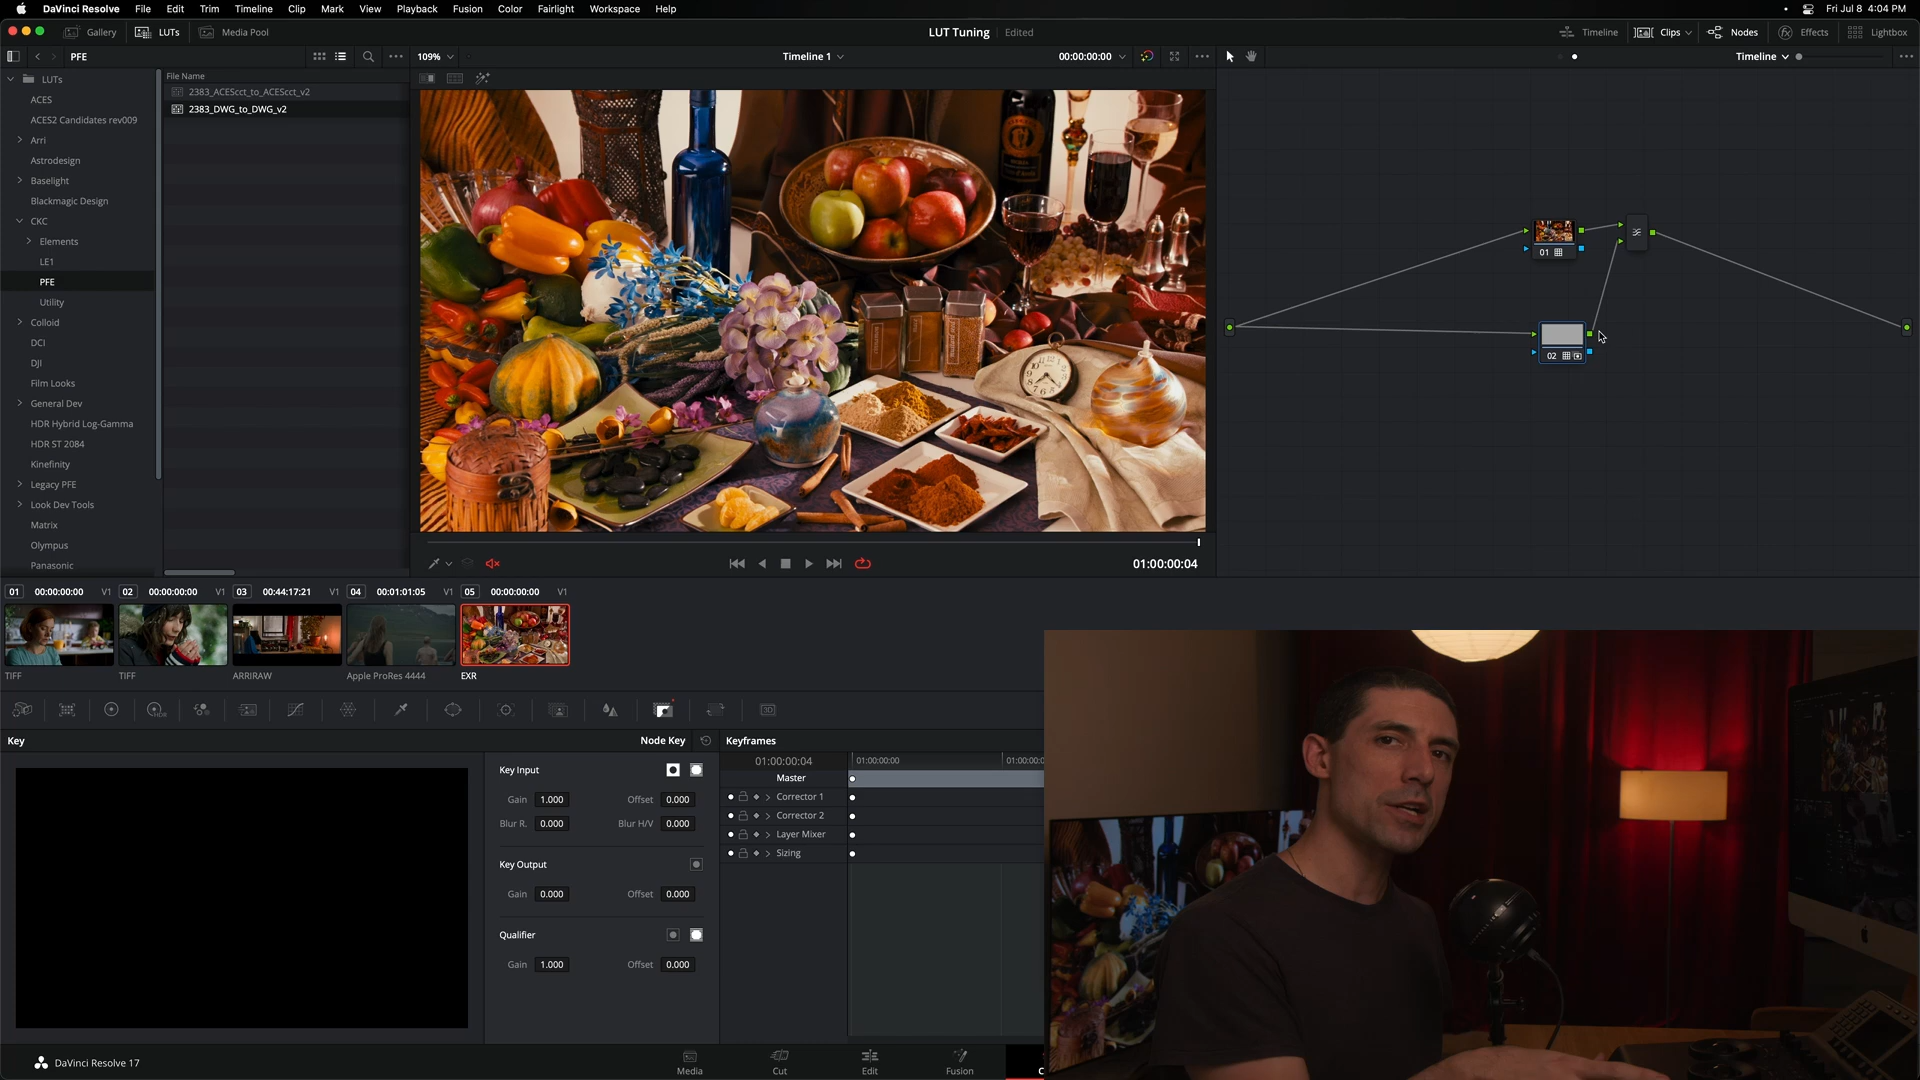 DaVinci Resolve File Edit Trim Timeline Clip Mark View Playback Fusion Color Fairlight Workspace Help Fri Jul 8 4:04 PM
Gallery LUTs Media Pool LUT Tuning Edited Timeline Clips Nodes Effects Lightbox
PFE 109% Timeline 1 00:00:00:00 Timeline
LUTs
ACES
ACES2 Candidates rev009
Arri
Astrodesign
Baselight
Blackmagic Design
CKC
Elements
LE1
PFE
Utility
Colloid
DCI
DJI
Film Looks
General Dev
HDR Hybrid Log-Gamma
HDR ST 2084
Kinefinity
Legacy PFE
Look Dev Tools
Matrix
Olympus
Panasonic
File Name
2383_ACEScct_to_ACEScct_v2
2383_DWG_to_DWG_v2
01
02
01:00:00:04
01 00:00:00:00 V1 02 00:00:00:00 V1 03 00:44:17:21 V1 04 00:01:01:05 V1 05 00:00:00:00 V1
TIFF TIFF ARRIRAW Apple ProRes 4444 EXR
HDR
3D
Key Node Key
Key Input
Gain 1.000 Offset 0.000
Blur R. 0.000 Blur H/V 0.000
Key Output
Gain 0.000 Offset 0.000
Qualifier
Gain 1.000 Offset 0.000
Keyframes
01:00:00:04 01:00:00:00
Master
Corrector 1
Corrector 2
Layer Mixer
Sizing
DaVinci Resolve 17 Media Cut Edit Fusion